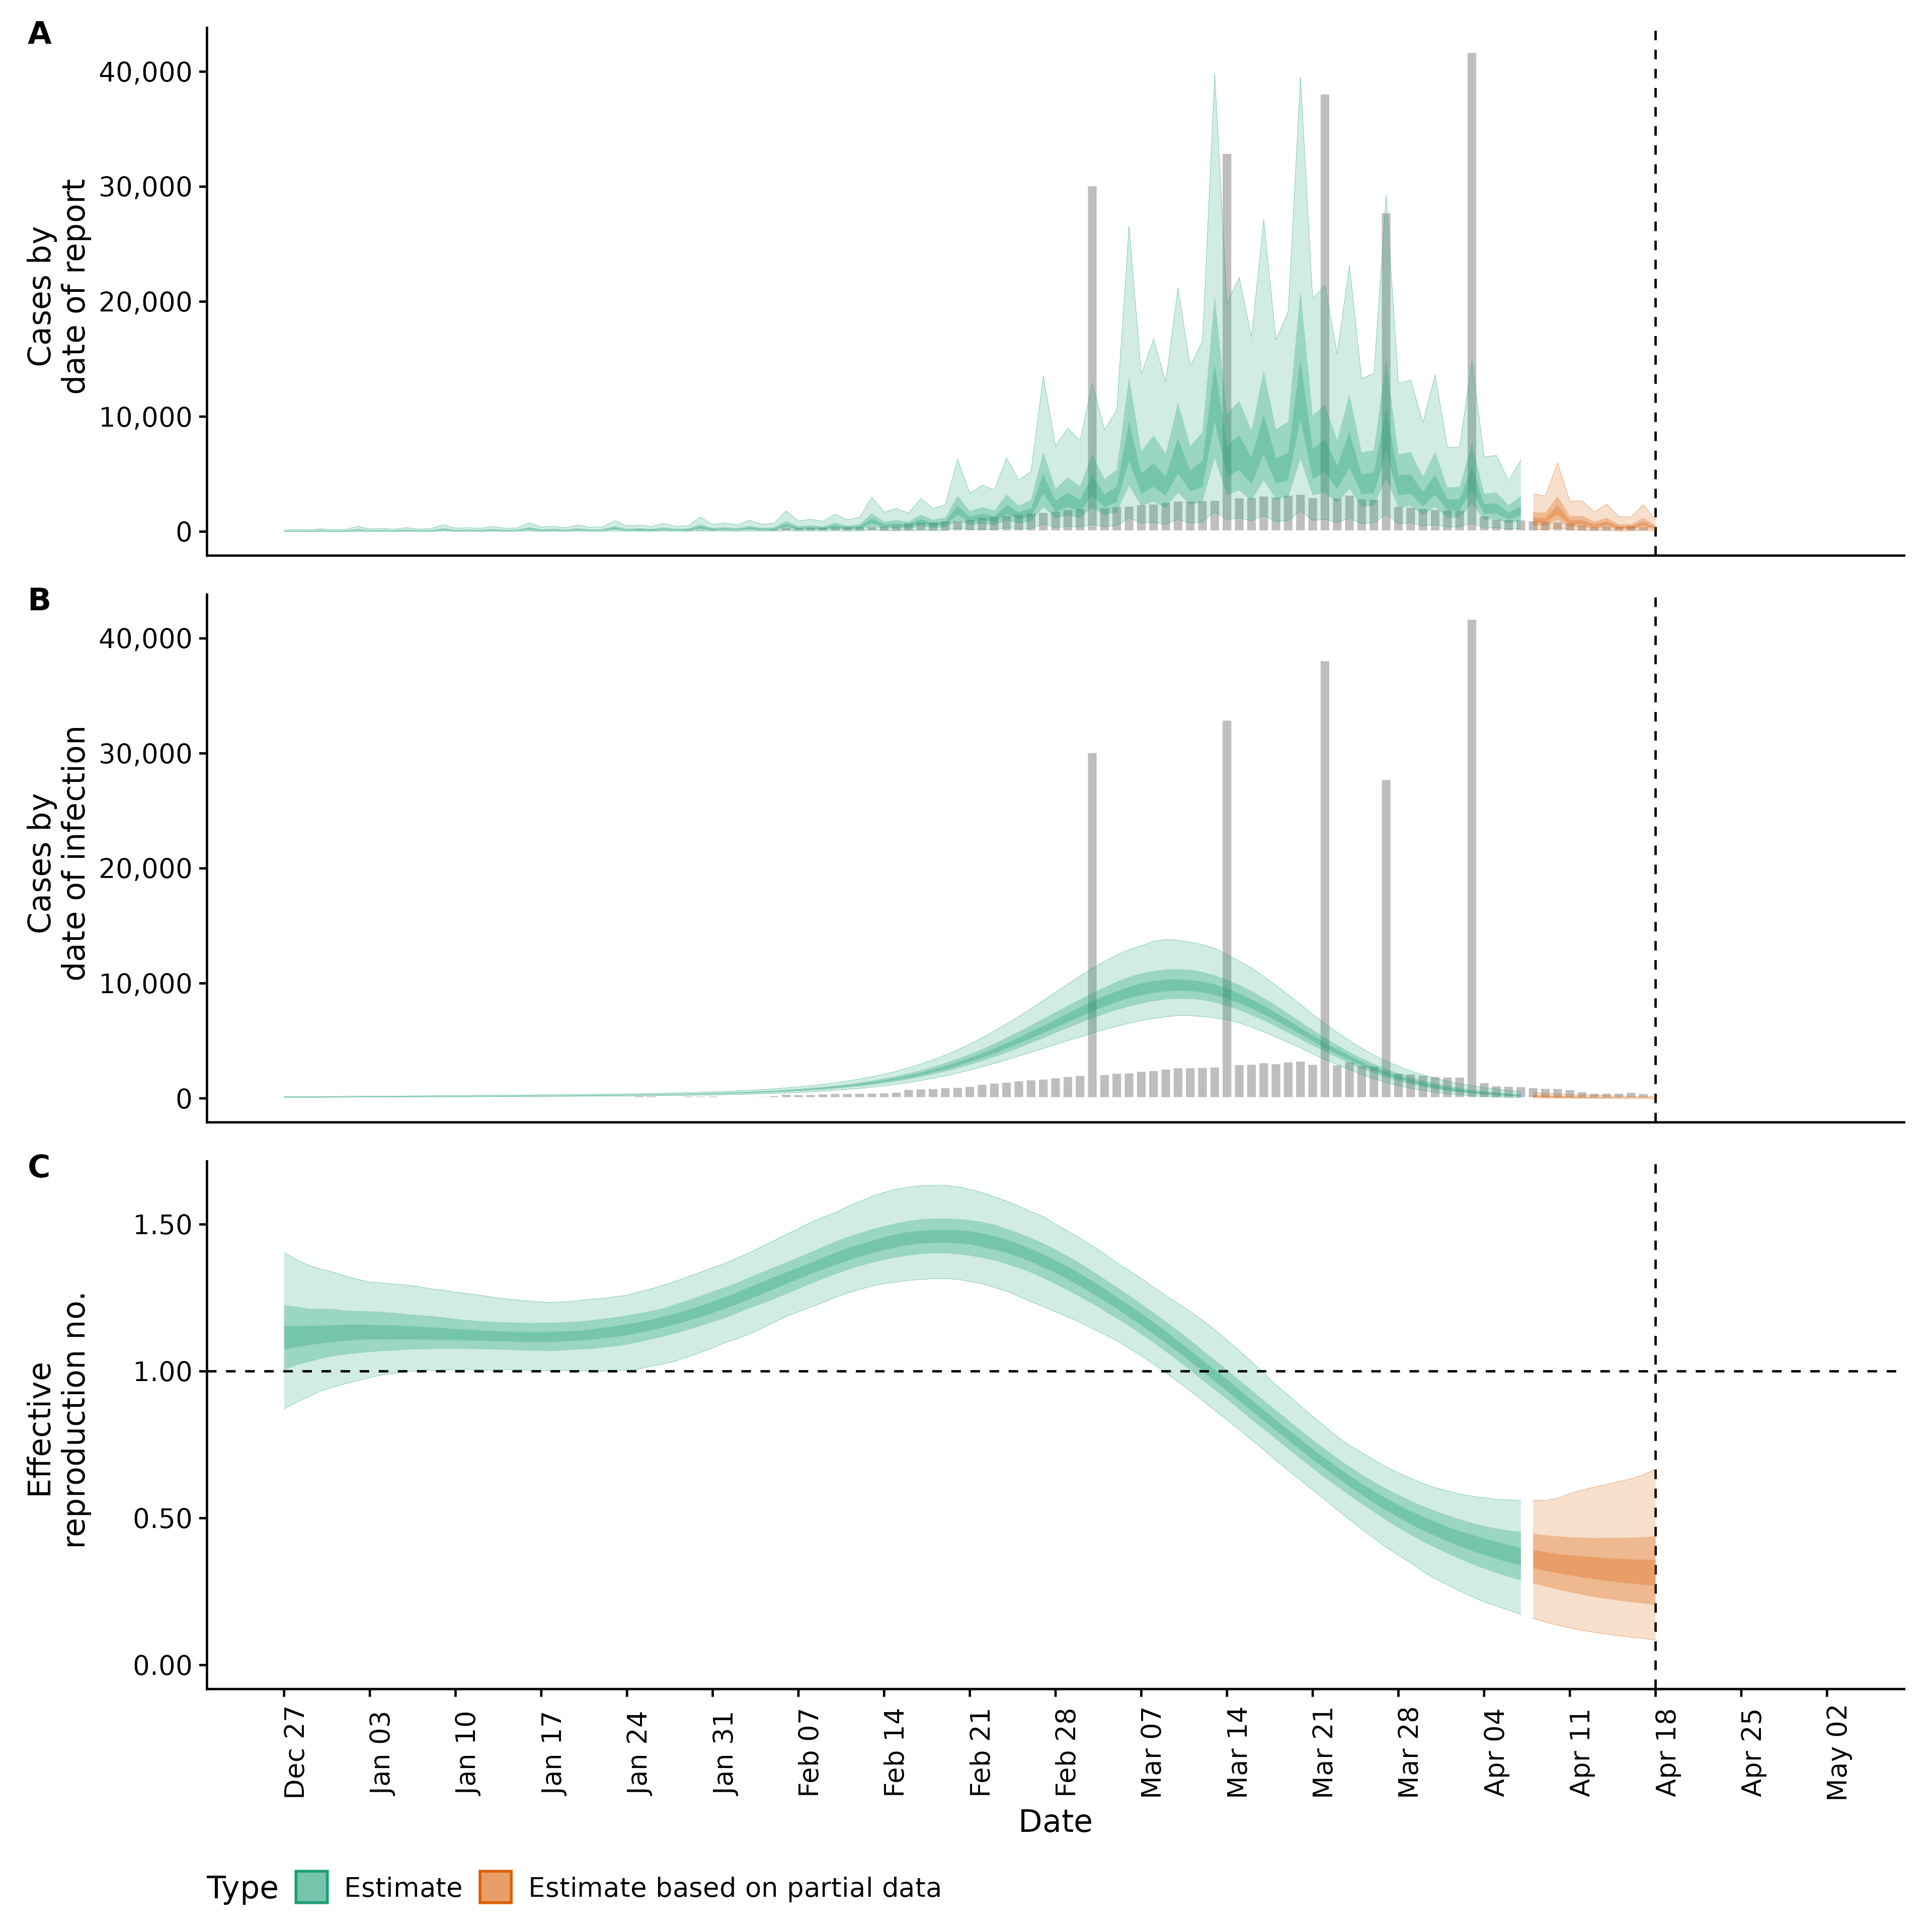 A
Cases by
date of report
40,000
30,000
20,000
10,000
0
B
Cases by
date of infection
40,000
30,000
20,000
10,000
0
C
Effective
reproduction no.
1.50
1.00
0.50
0.00
Dec 27
Jan 03
Jan 10
Jan 17
Jan 24
Jan 31
Feb 07
Feb 14
Feb 21
Feb 28
Mar 07
Mar 14
Mar 21
Mar 28
Apr 04
Apr 11
Apr 18
Apr 25
May 02
Date
Type Estimate Estimate based on partial data